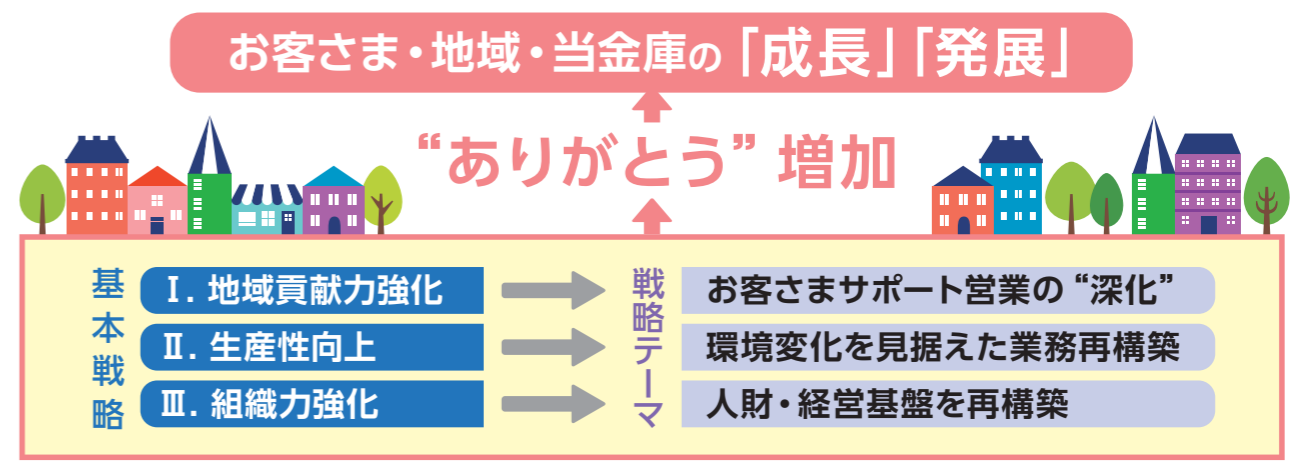 お客さま・地域・当金庫の「成長」「発展」
“ありがとう” 増加
基本戦略
Ⅰ. 地域貢献力強化
Ⅱ. 生産性向上
Ⅲ. 組織力強化
戦略テーマ
お客さまサポート営業の“深化”
環境変化を見据えた業務再構築
人財・経営基盤を再構築